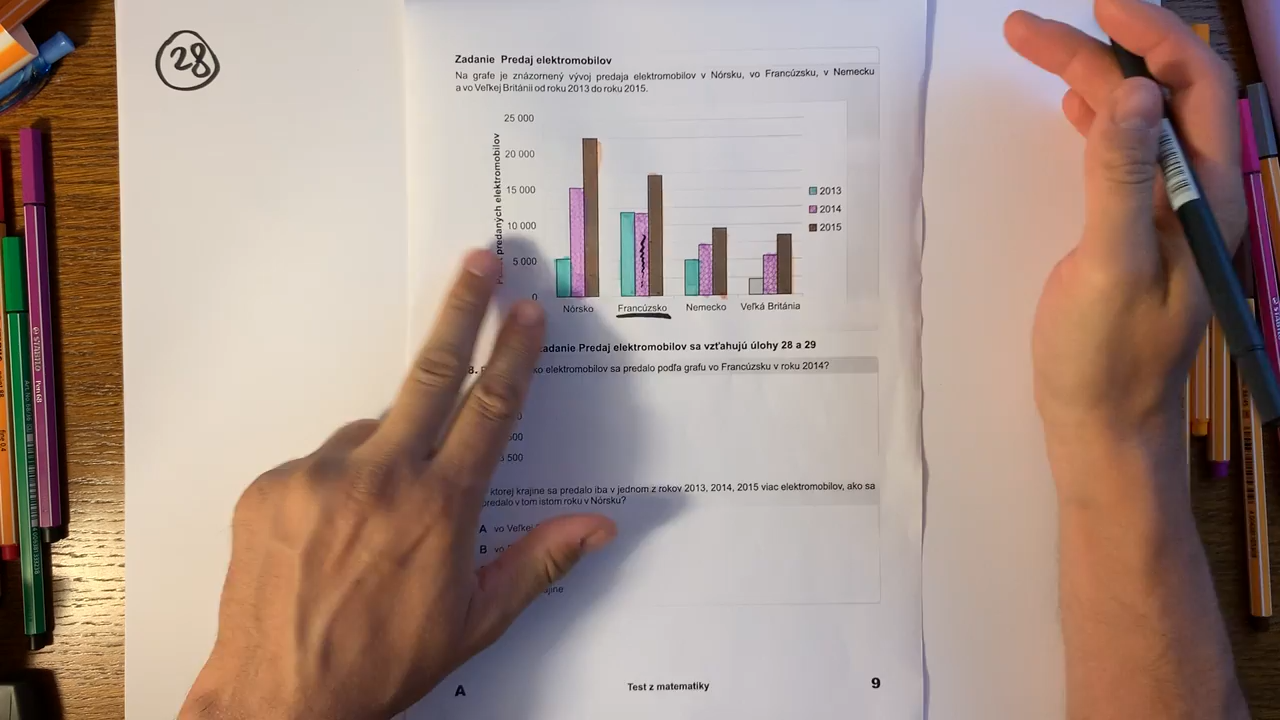 28
Zadanie Predaj elektromobilov
Na grafe je znázornený vývoj predaja elektromobilov v Nórsku, vo Francúzsku, v Nemecku
a vo Veľkej Británii od roku 2013 do roku 2015.
predaných elektromobilov
25 000
20 000
15 000
10 000
5 000
0
2013
2014
2015
Nórsko
Francúzsko
Nemecko
Veľká Británia
Predaj elektromobilov sa vzťahujú úlohy 28 a 29
elektromobilov sa predalo podľa grafu vo Francúzsku v roku 2014?
500
500
ktorej krajine sa predalo iba v jednom z rokov 2013, 2014, 2015 viac elektromobilov, ako sa
v tom istom roku v Nórsku?
A vo
B
A
Test z matematiky
9